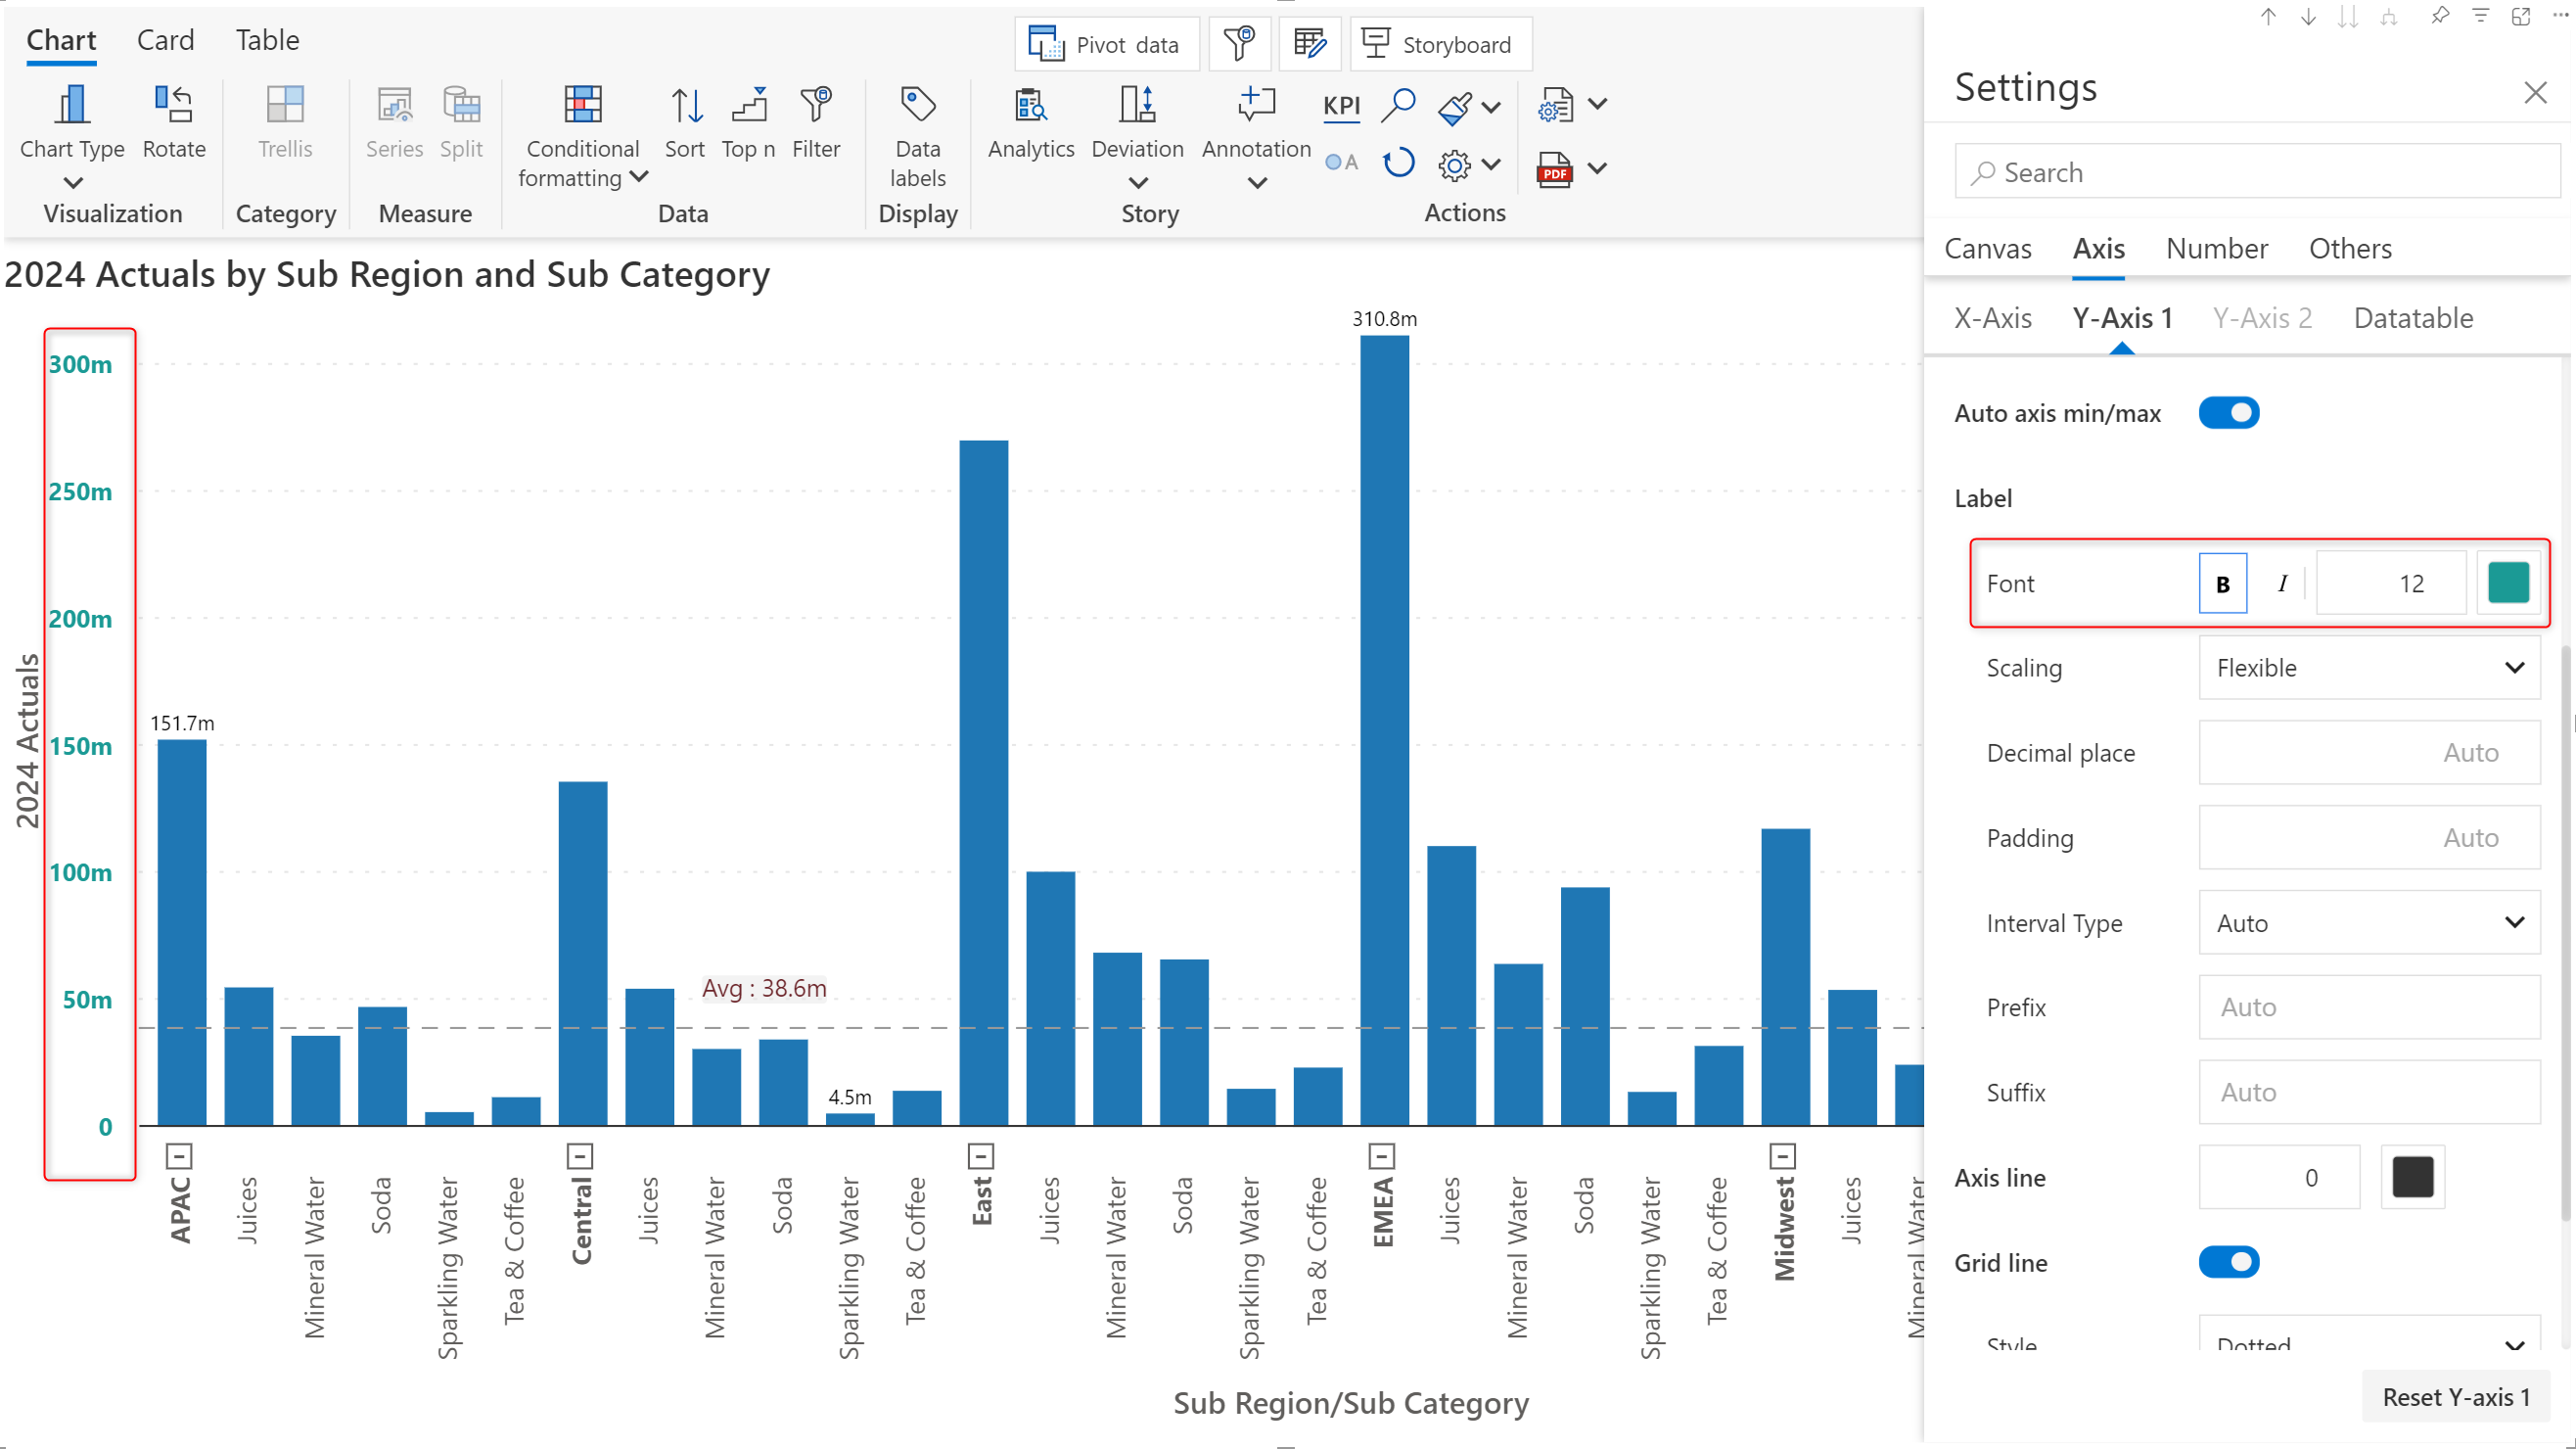 Chart Card Table
Pivot data
Storyboard
Chart Type
Rotate
Visualization
Trellis
Category
Series
Split
Measure
Conditional formatting
Sort
Top n
Filter
Data
Data labels
Display
Analytics
Deviation
Annotation
Story
KPI
A
PDF
Actions
2024 Actuals by Sub Region and Sub Category
2024 Actuals
300m
250m
200m
150m
100m
50m
0
151.7m
Avg : 38.6m
4.5m
310.8m
-
APAC
Juices
Mineral Water
Soda
Sparkling Water
Tea & Coffee
-
Central
Juices
Mineral Water
Soda
Sparkling Water
Tea & Coffee
-
East
Juices
Mineral Water
Soda
Sparkling Water
Tea & Coffee
-
EMEA
Juices
Mineral Water
Soda
Sparkling Water
Tea & Coffee
-
Midwest
Juices
Mineral Water
Sub Region/Sub Category
Settings
Search
Canvas Axis Number Others
X-Axis Y-Axis 1 Y-Axis 2 Datatable
Auto axis min/max
Label
Font B I 12
Scaling Flexible
Decimal place Auto
Padding Auto
Interval Type Auto
Prefix Auto
Suffix Auto
Axis line 0
Grid line
Style Dotted
Reset Y-axis 1